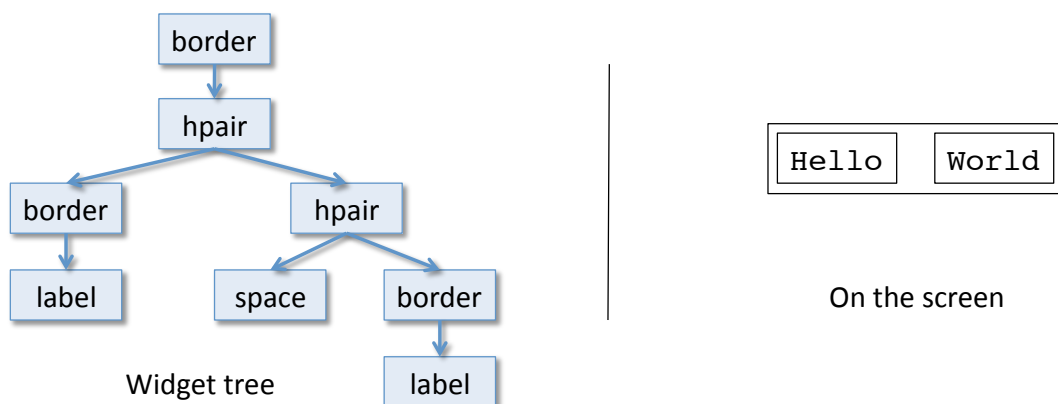 border
hpair
border hpair
label space border
label
Widget tree
Hello World
On the screen